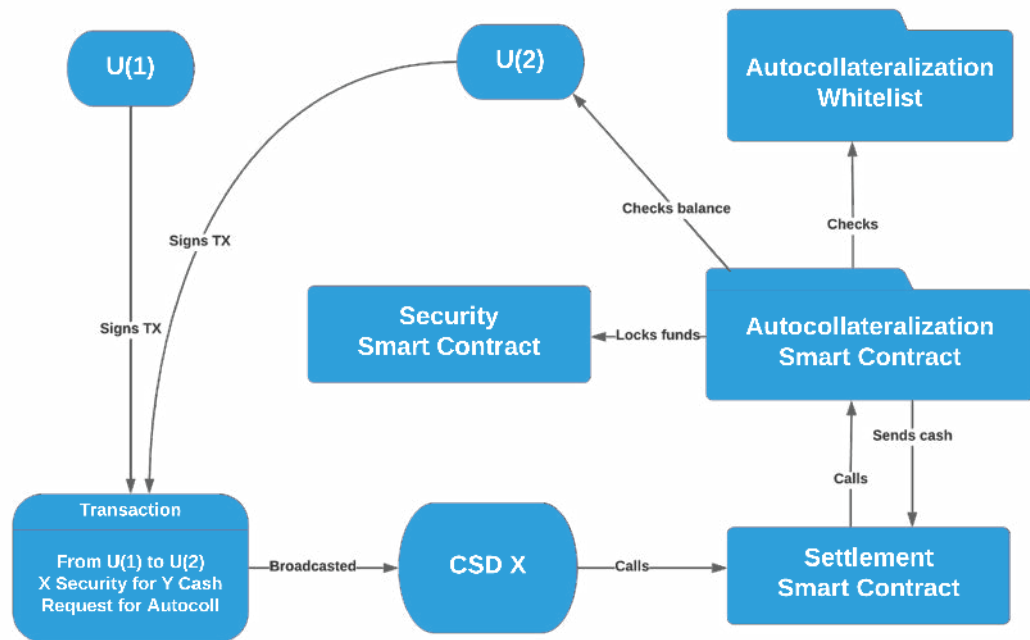 U(1)
U(2)
Autocollateralization
Whitelist
Checks balance
Checks
Signs TX
Signs TX
Security
Smart Contract
Locks funds
Autocollateralization
Smart Contract
Sends cash
Calls
Transaction
From U(1) to U(2)
X Security for Y Cash
Request for Autocoll
Broadcasted
CSD X
Calls
Settlement
Smart Contract